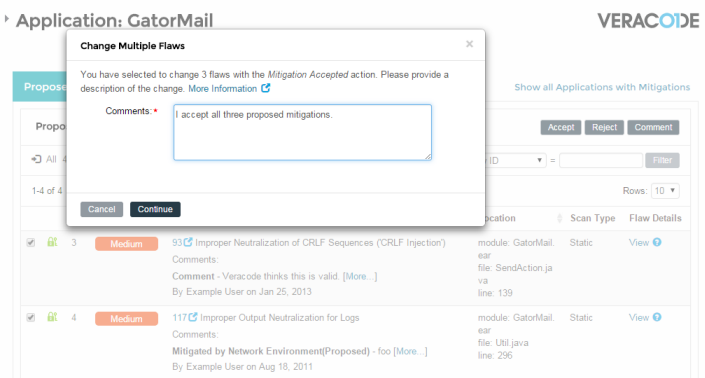 Application: GatorMail
VERACODE
Change Multiple Flaws
×
You have selected to change 3 flaws with the Mitigation Accepted action. Please provide a
description of the change. More Information
Comments: *
I accept all three proposed mitigations.
Cancel Continue
Propose
Show all Applications with Mitigations
Propo
Accept Reject Comment
All 4
ID = Filter
1-4 of 4
Rows: 10
ocation Scan Type Flaw Details
3 Medium 93 Improper Neutralization of CRLF Sequences ('CRLF Injection') module: GatorMail. Static View
ear
Comments:
file: SendAction.ja
Comment - Veracode thinks this is valid. [More...]
va
By Example User on Jan 25, 2013
line: 139
4 Medium 117 Improper Output Neutralization for Logs module: GatorMail. Static View
ear
Comments:
file: Util.java
Mitigated by Network Environment(Proposed) - foo [More...]
line: 296
By Example User on Aug 18, 2011